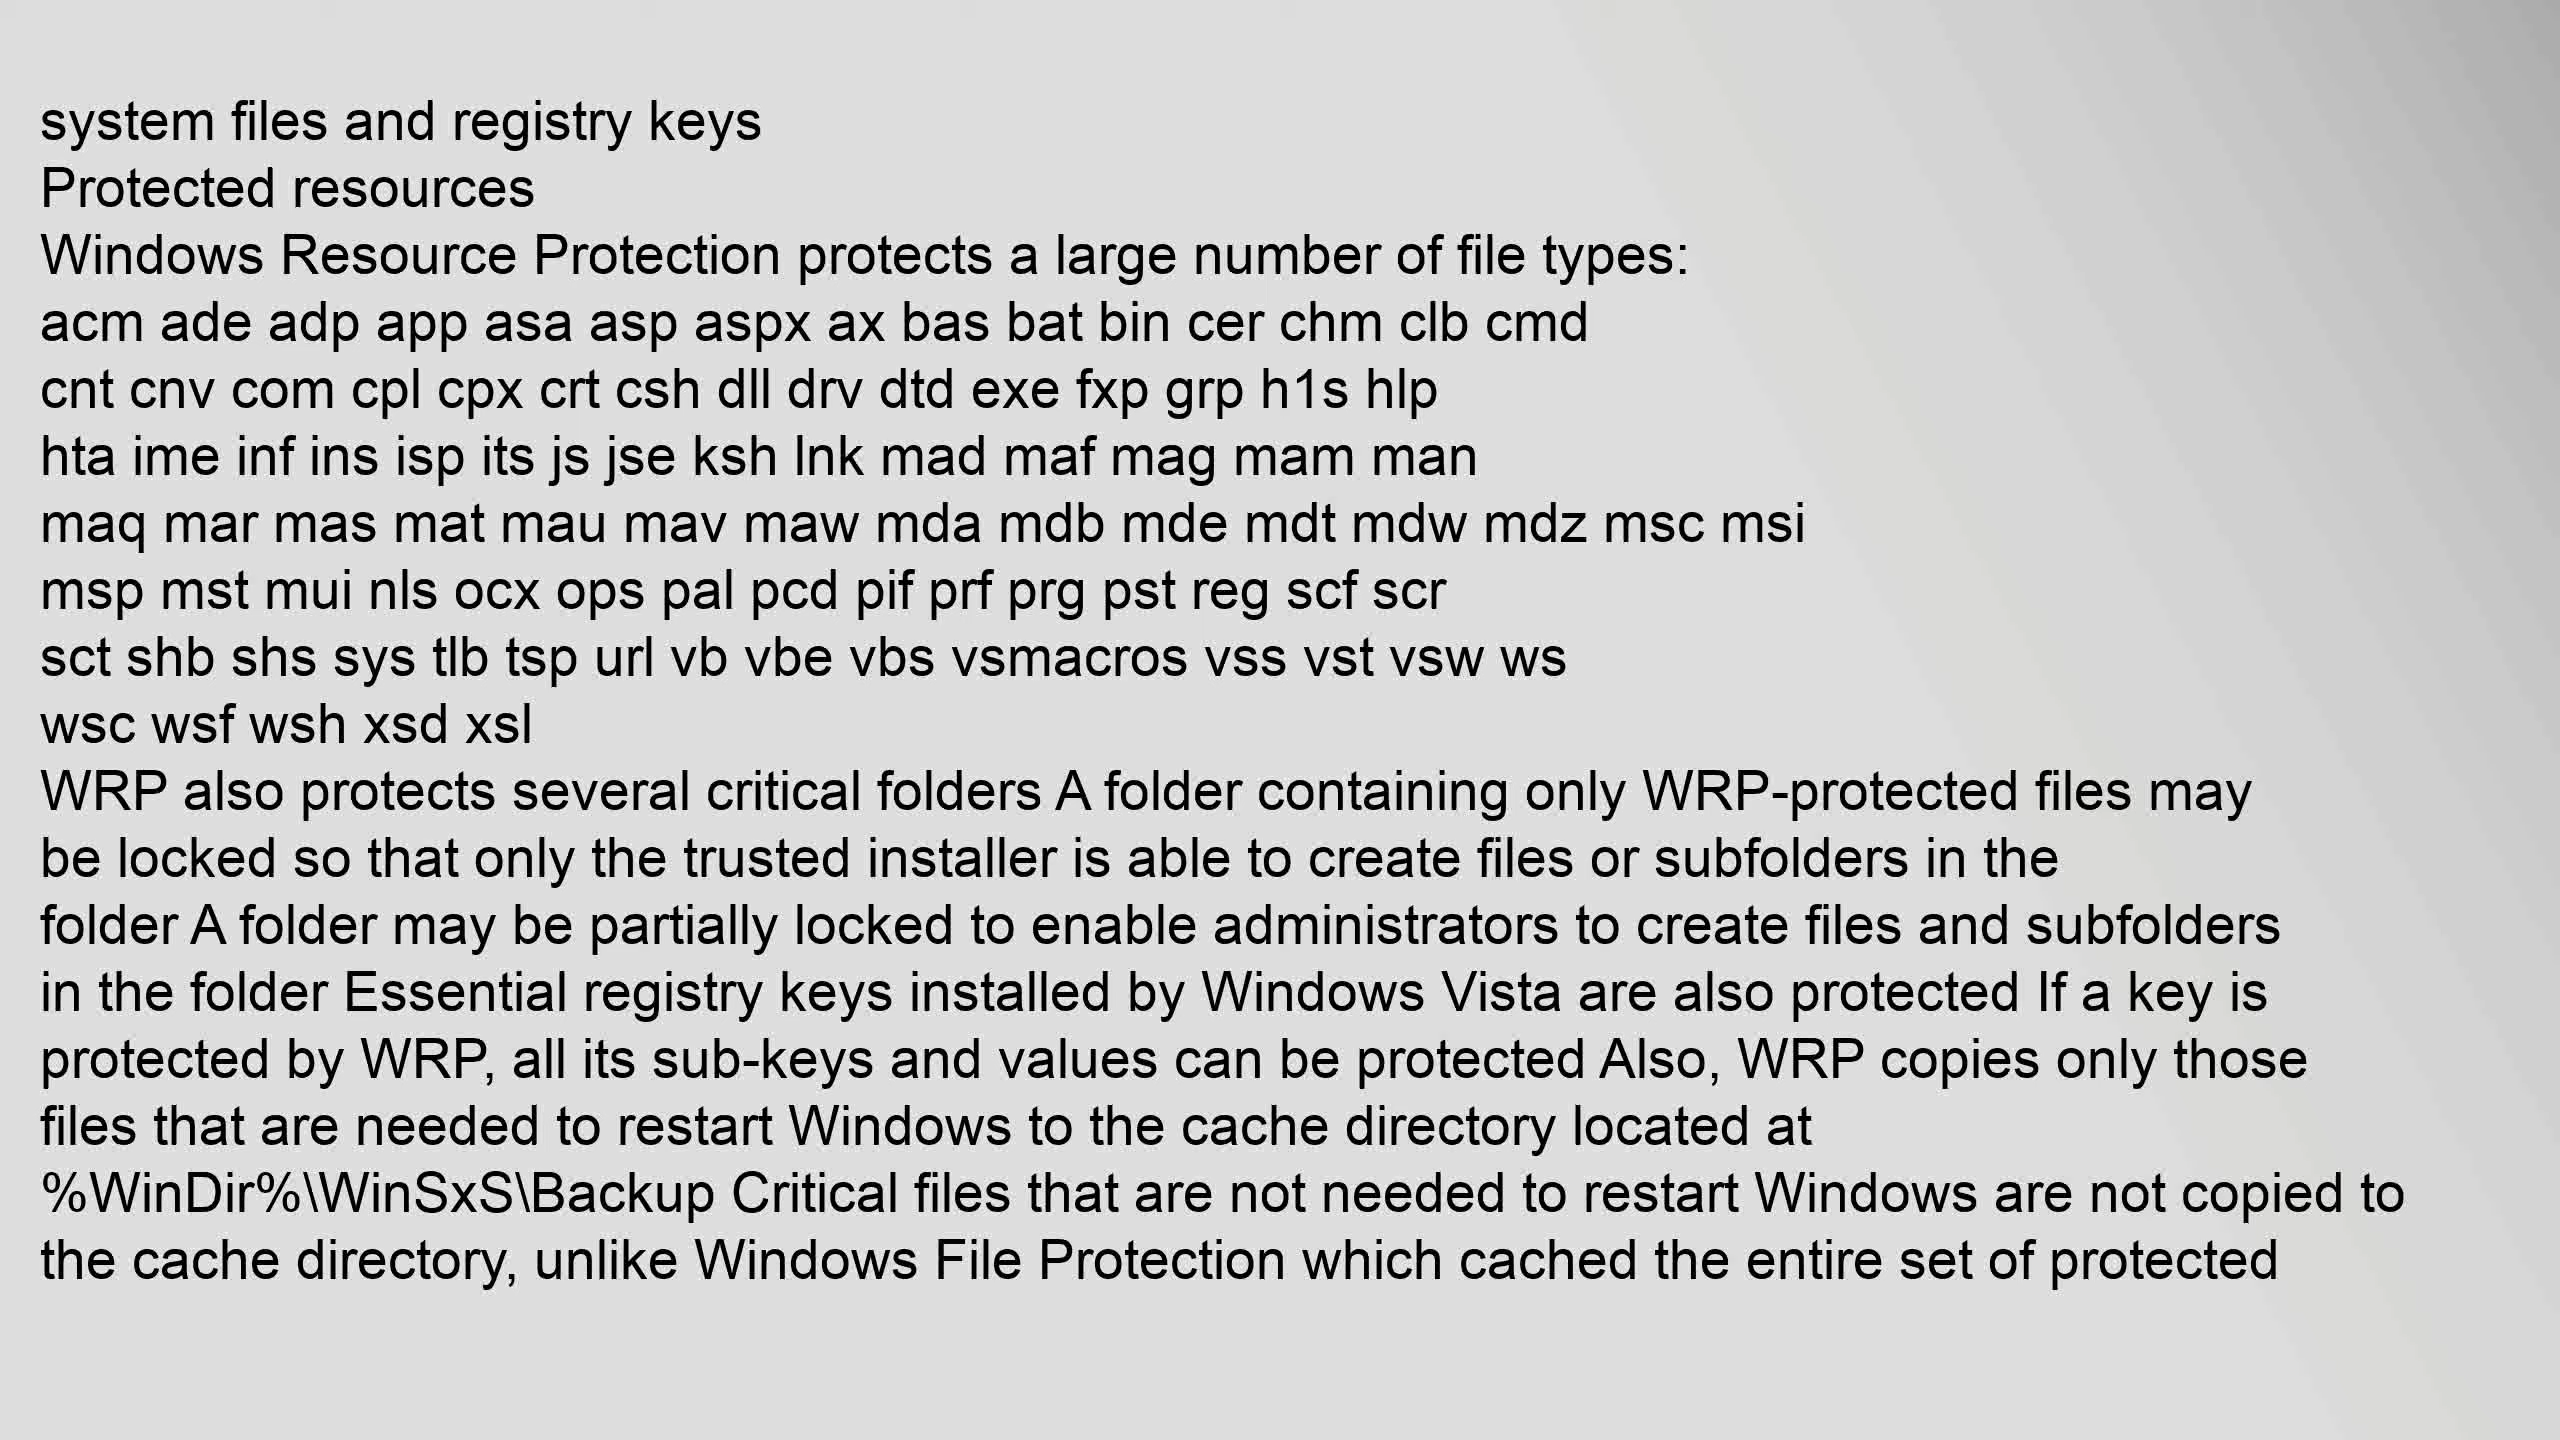 system files and registry keys
Protected resources
Windows Resource Protection protects a large number of file types:
acm ade adp app asa asp aspx ax bas bat bin cer chm clb cmd
cnt cnv com cpl cpx crt csh dll drv dtd exe fxp grp h1s hlp
hta ime inf ins isp its js jse ksh lnk mad maf mag mam man
maq mar mas mat mau mav maw mda mdb mde mdt mdw mdz msc msi
msp mst mui nls ocx ops pal pcd pif prf prg pst reg scf scr
sct shb shs sys tlb tsp url vb vbe vbs vsmacros vss vst vsw ws
wsc wsf wsh xsd xsl
WRP also protects several critical folders A folder containing only WRP-protected files may
be locked so that only the trusted installer is able to create files or subfolders in the
folder A folder may be partially locked to enable administrators to create files and subfolders
in the folder Essential registry keys installed by Windows Vista are also protected If a key is
protected by WRP, all its sub-keys and values can be protected Also, WRP copies only those
files that are needed to restart Windows to the cache directory located at
%WinDir%\WinSxS\Backup Critical files that are not needed to restart Windows are not copied to
the cache directory, unlike Windows File Protection which cached the entire set of protected